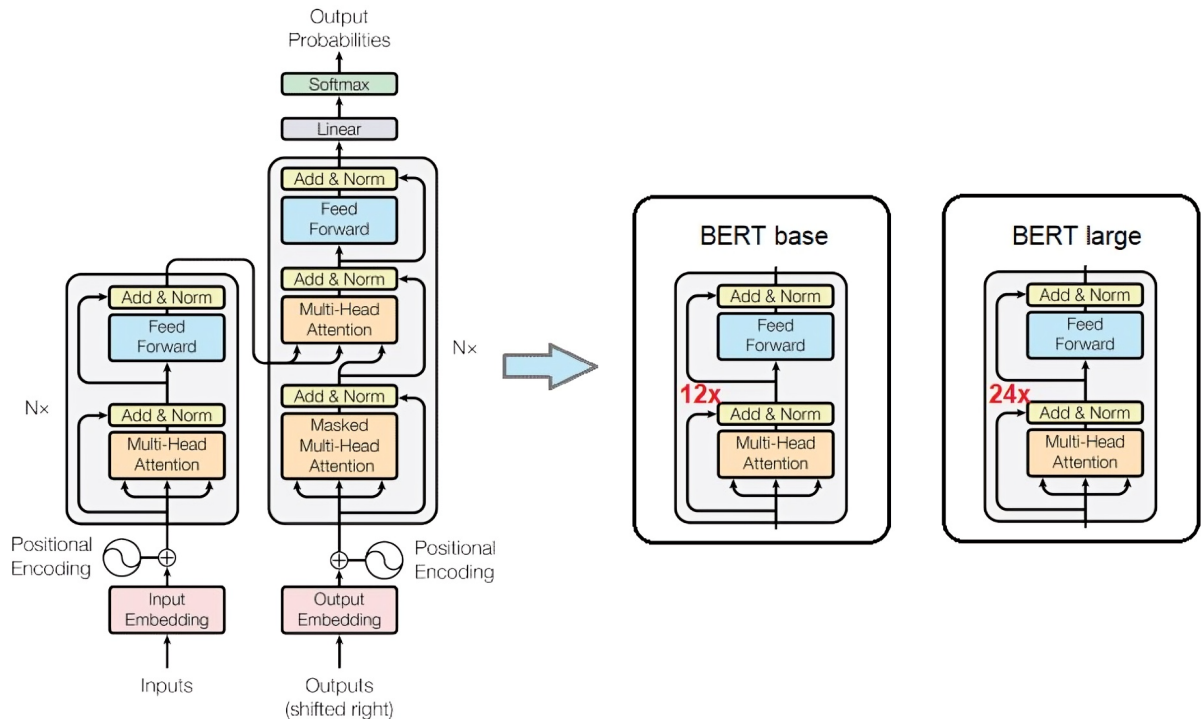 Output
Probabilities
Softmax
Linear
Add & Norm
Feed
Forward
Add & Norm
Multi-Head
Attention
Nx
Add & Norm
Masked
Multi-Head
Attention
Add & Norm
Feed
Forward
Nx
Add & Norm
Multi-Head
Attention
Positional
Encoding
Positional
Encoding
Input
Embedding
Output
Embedding
Inputs
Outputs
(shifted right)
BERT base
Add & Norm
Feed
Forward
12x
Add & Norm
Multi-Head
Attention
BERT large
Add & Norm
Feed
Forward
24x
Add & Norm
Multi-Head
Attention